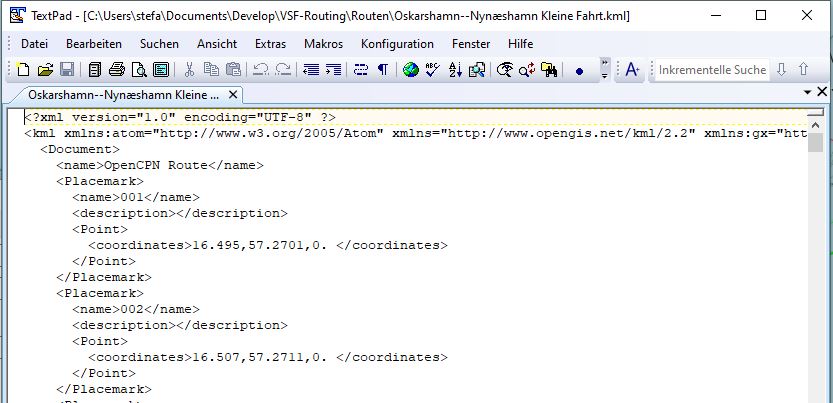 TextPad - [C:\Users\stefa\Documents\Develop\VSF-Routing\Routen\Oskarshamn--Nynæshamn Kleine Fahrt.kml]
Datei Bearbeiten Suchen Ansicht Extras Makros Konfiguration Fenster Hilfe
Inkrementelle Suche
Oskarshamn--Nynæshamn Kleine ...
<?xml version="1.0" encoding="UTF-8" ?>
<kml xmlns:atom="http://www.w3.org/2005/Atom" xmlns="http://www.opengis.net/kml/2.2" xmlns:gx="htt
<Document>
<name>OpenCPN Route</name>
<Placemark>
<name>001</name>
<description></description>
<Point>
<coordinates>16.495,57.2701,0. </coordinates>
</Point>
</Placemark>
<Placemark>
<name>002</name>
<description></description>
<Point>
<coordinates>16.507,57.2711,0. </coordinates>
</Point>
</Placemark>